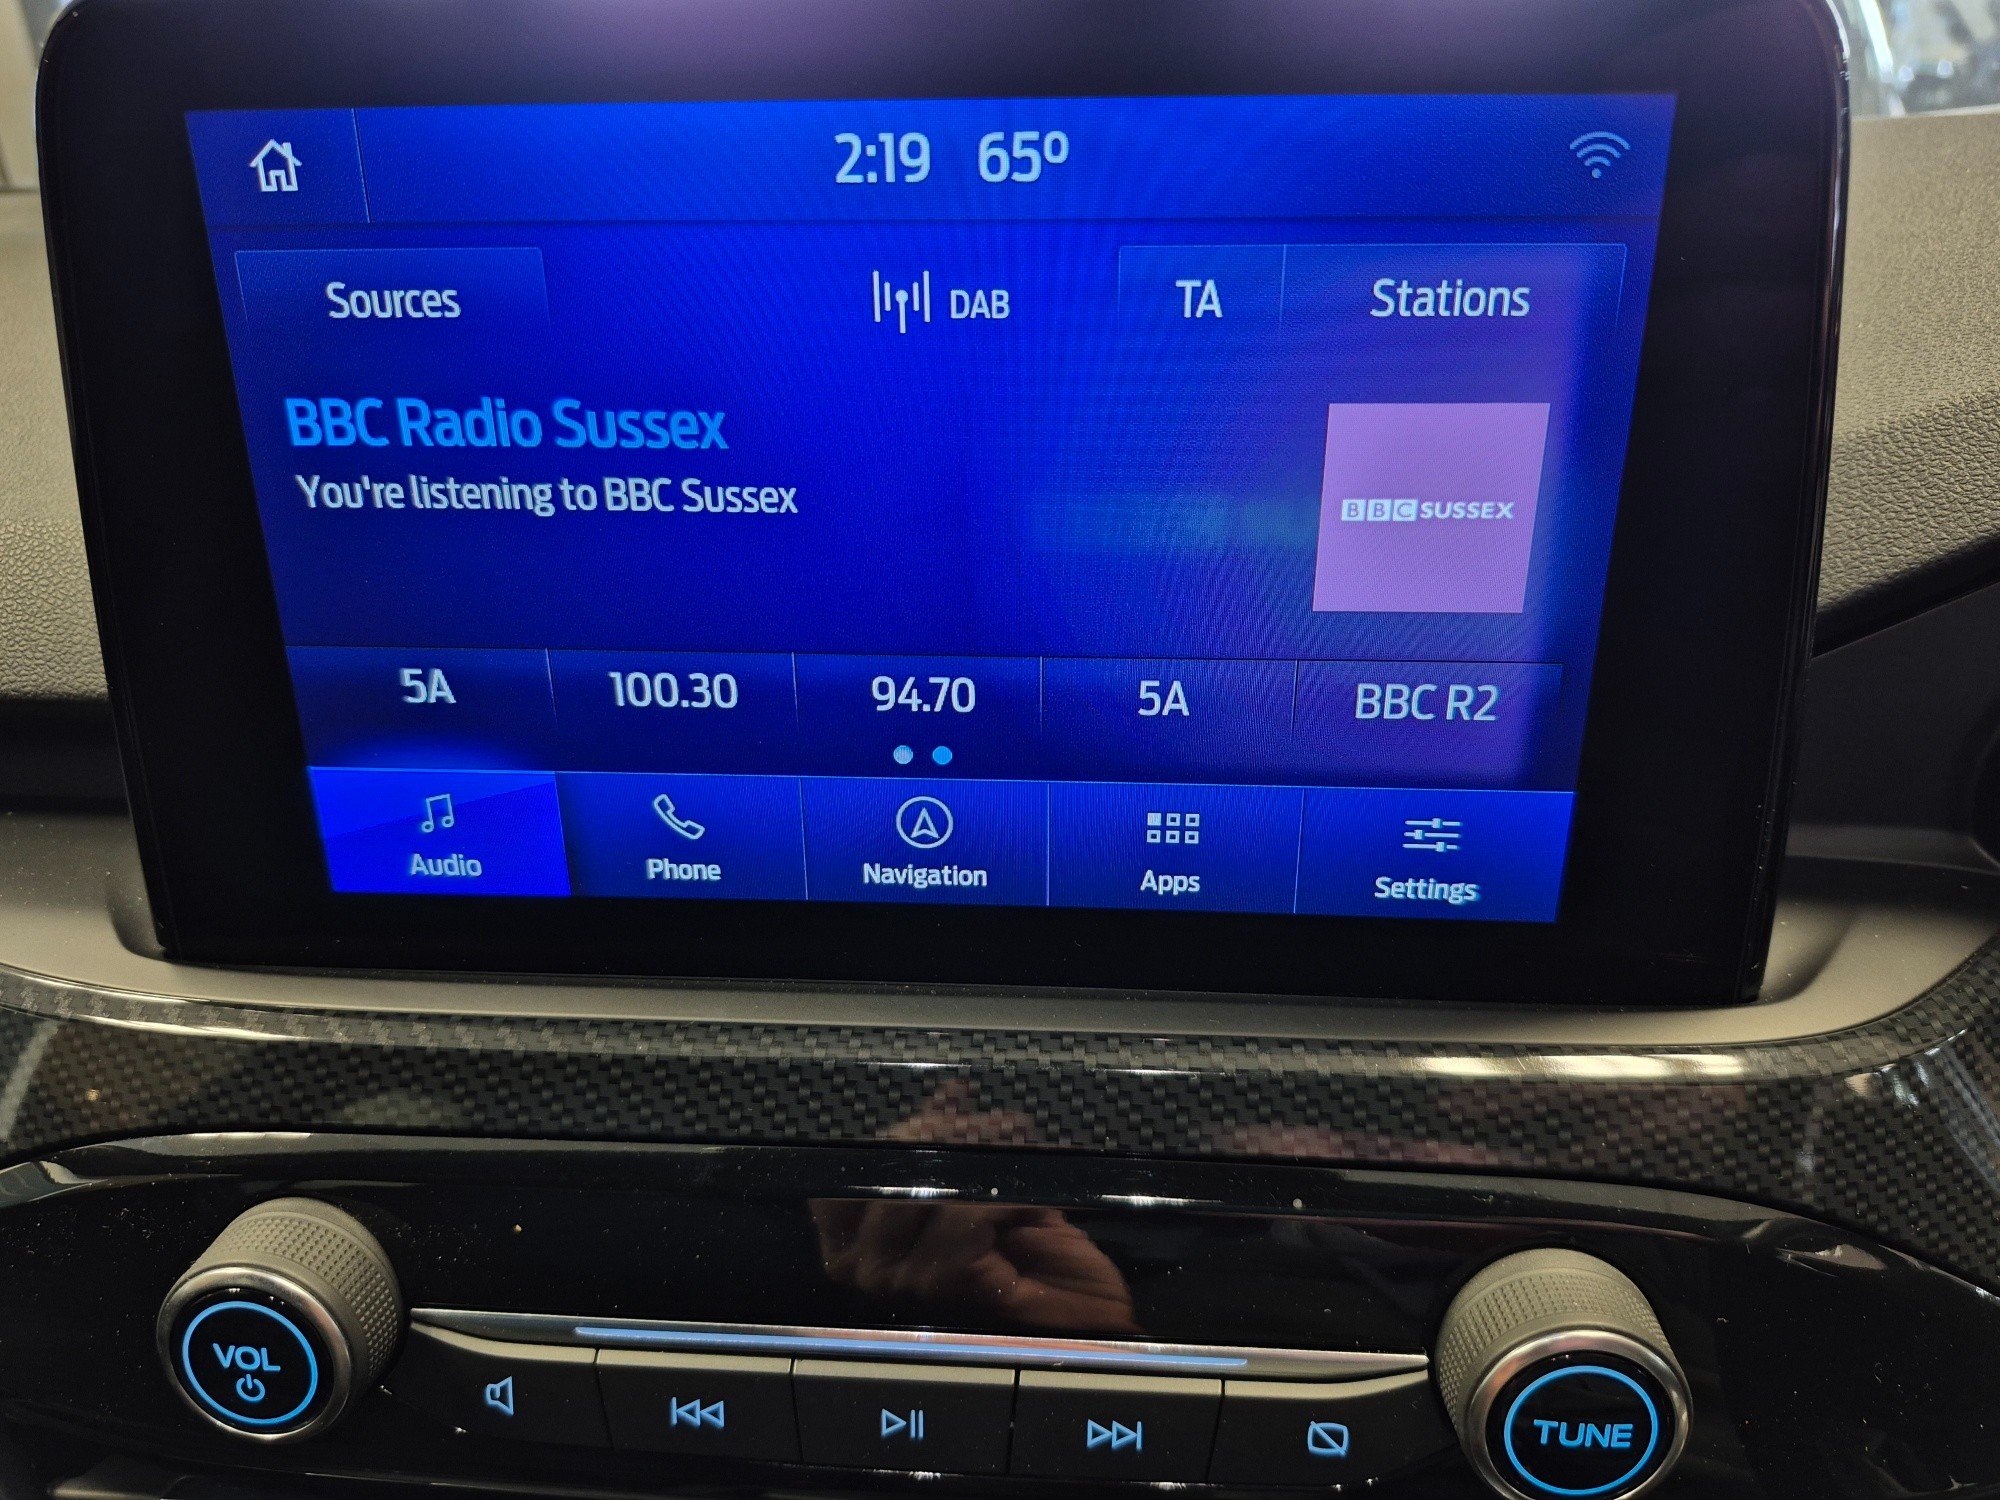 2:19 65º
Sources DAB TA Stations
BBC Radio Sussex
You're listening to BBC Sussex
BBC SUSSEX
5A 100.30 94.70 5A BBC R2
Audio Phone Navigation Apps Settings
VOL
TUNE